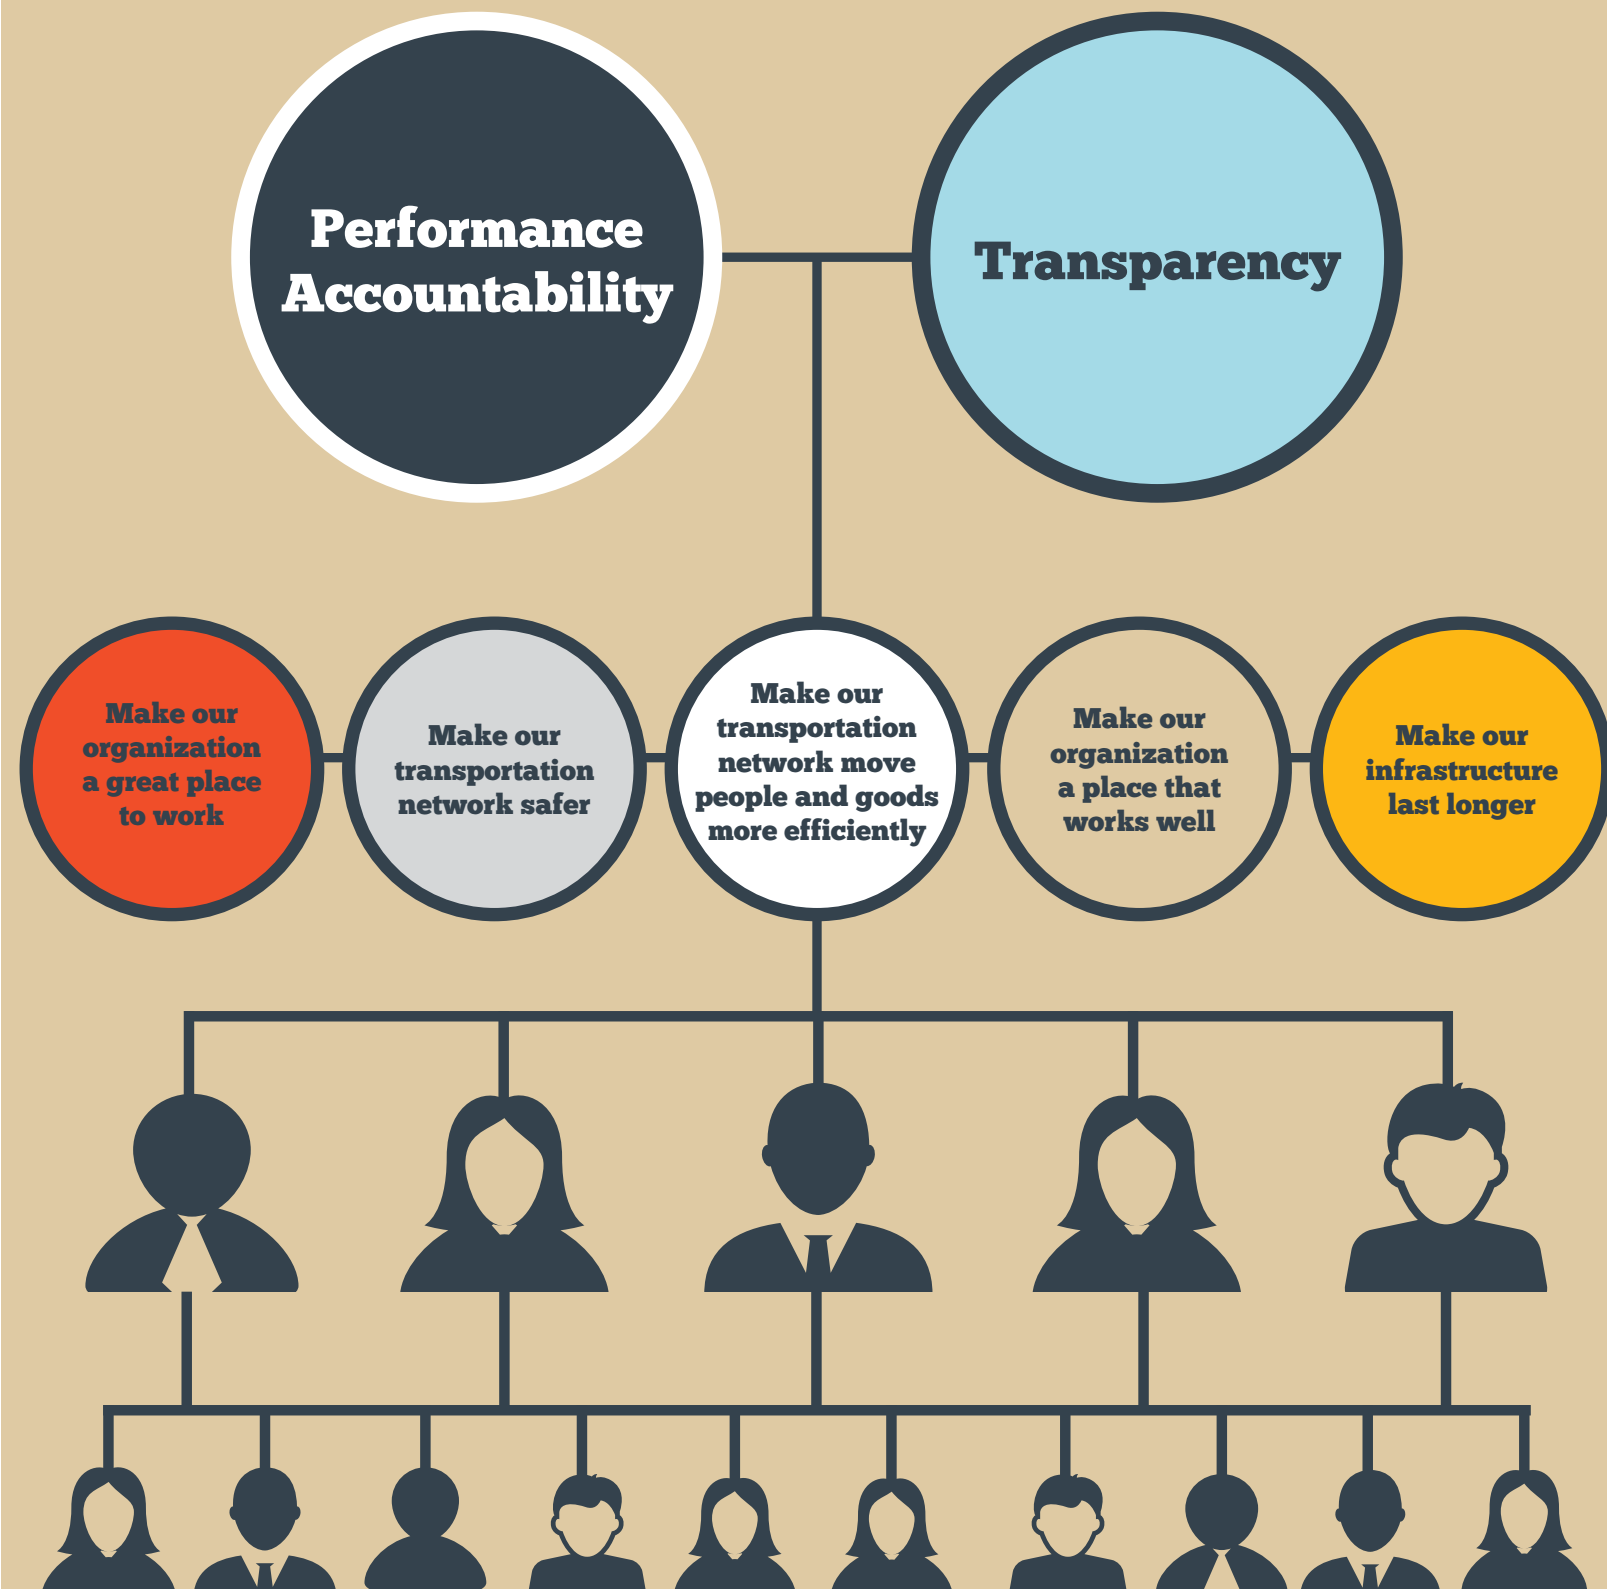 Performance
Accountability
Transparency
Make our
organization
a great place
to work
Make our
transportation
network safer
Make our
transportation
network move
people and goods
more efficiently
Make our
organization
a place that
works well
Make our
infrastructure
last longer